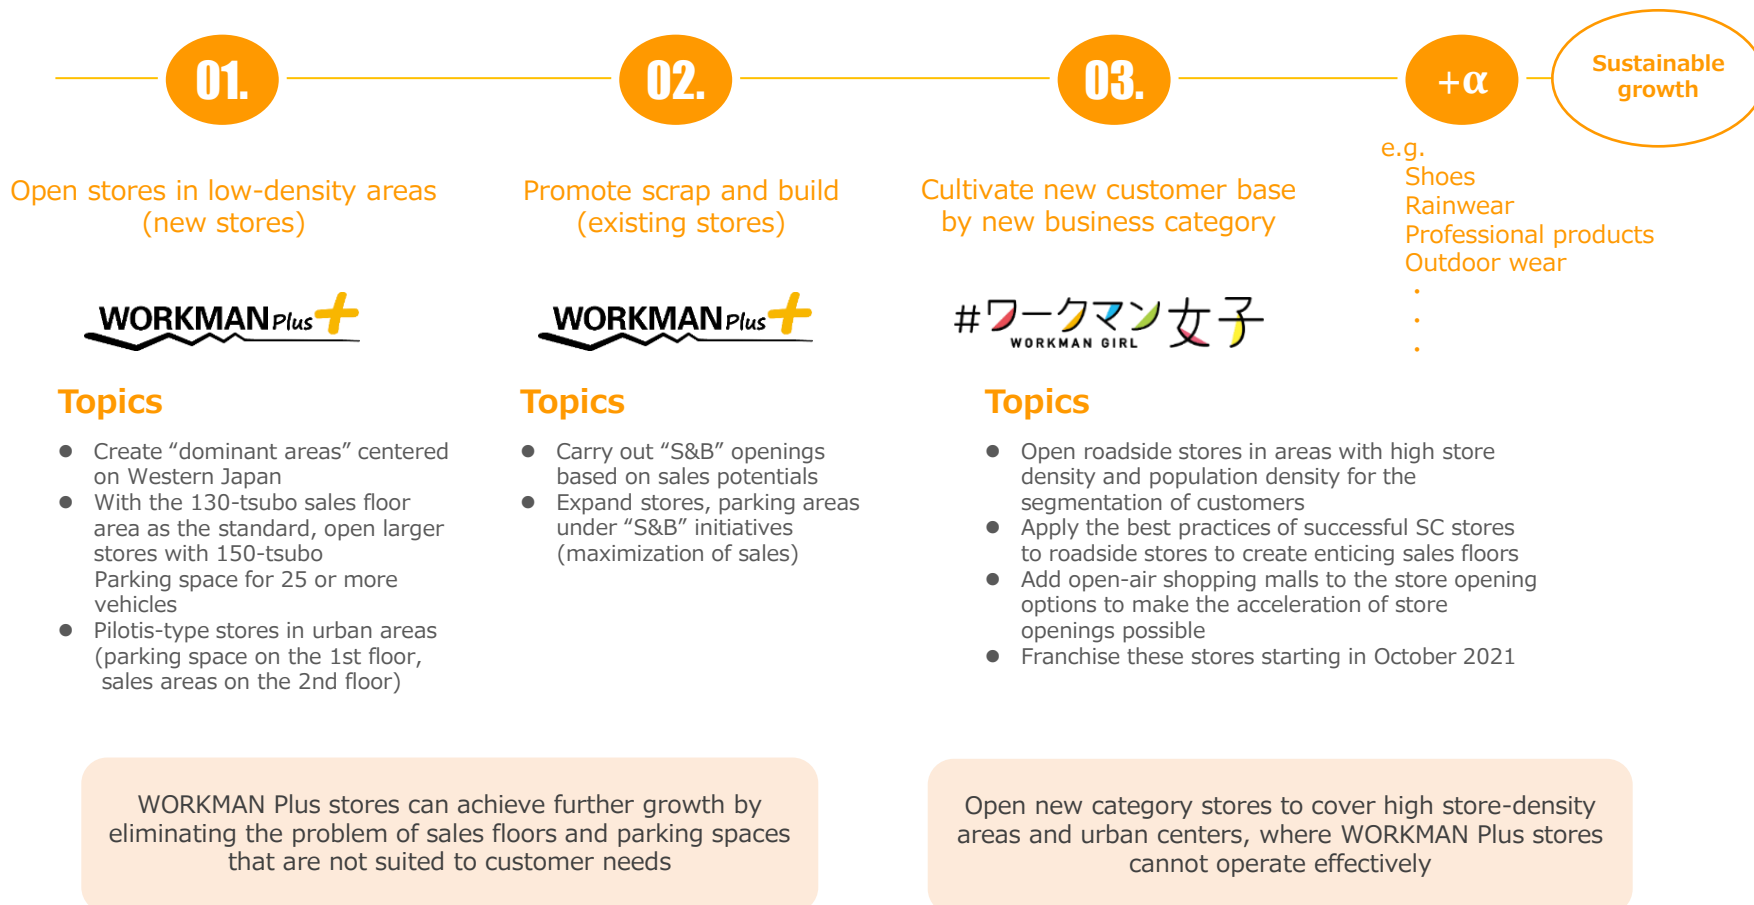 01.
02.
03.
+α
Sustainable
growth
Open stores in low-density areas
(new stores)
WORKMAN Plus
Topics
● Create “dominant areas” centered
on Western Japan
● With the 130-tsubo sales floor
area as the standard, open larger
stores with 150-tsubo
Parking space for 25 or more
vehicles
● Pilotis-type stores in urban areas
(parking space on the 1st floor,
sales areas on the 2nd floor)
Promote scrap and build
(existing stores)
WORKMAN Plus
Topics
● Carry out “S&B” openings
based on sales potentials
● Expand stores, parking areas
under “S&B” initiatives
(maximization of sales)
Cultivate new customer base
by new business category
#ワークマン女子
WORKMAN GIRL
Topics
● Open roadside stores in areas with high store
density and population density for the
segmentation of customers
● Apply the best practices of successful SC stores
to roadside stores to create enticing sales floors
● Add open-air shopping malls to the store opening
options to make the acceleration of store
openings possible
● Franchise these stores starting in October 2021
e.g.
Shoes
Rainwear
Professional products
Outdoor wear
・
・
・
WORKMAN Plus stores can achieve further growth by
eliminating the problem of sales floors and parking spaces
that are not suited to customer needs
Open new category stores to cover high store-density
areas and urban centers, where WORKMAN Plus stores
cannot operate effectively